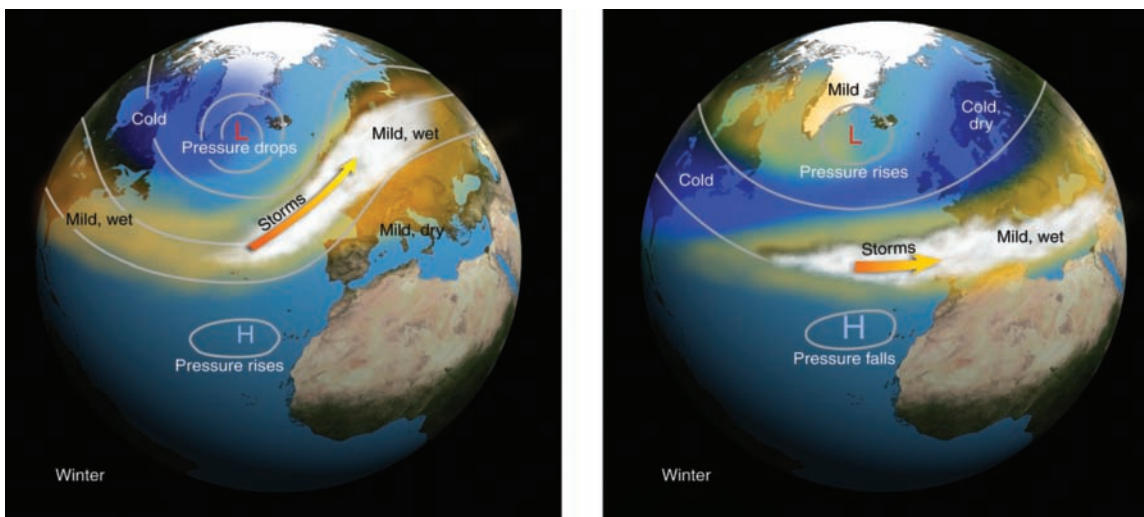 Cold
L
Pressure drops
Mild, wet
Storms
Mild, wet
Mild, dry
H
Pressure rises
Winter
Mild
Cold,
dry
L
Pressure rises
Cold
Storms
Mild, wet
H
Pressure falls
Winter